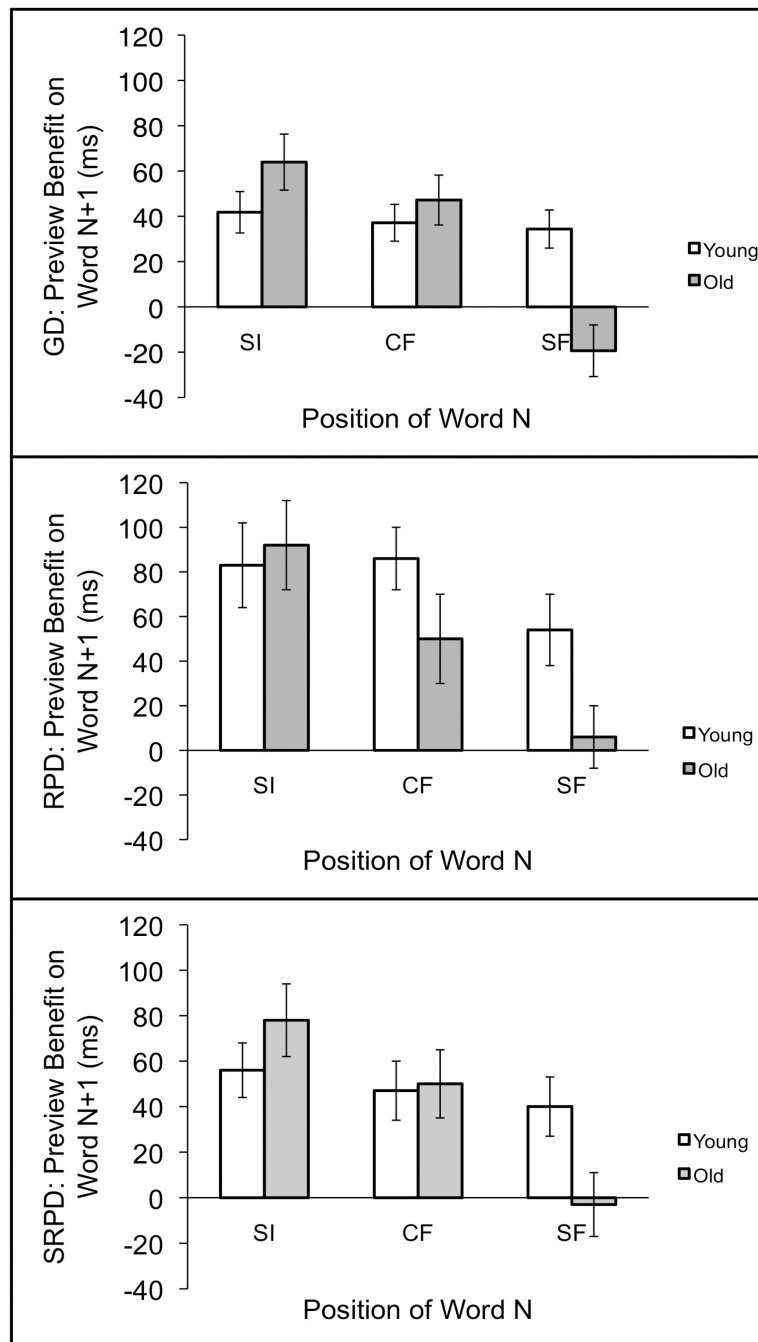 120
100
80
60
40
20
0
-20
-40
GD: Preview Benefit on
Word N+1 (ms)
SI
CF
SF
Young
Old
Position of Word N
120
100
80
60
40
20
0
-20
-40
RPD: Preview Benefit on
Word N+1 (ms)
SI
CF
SF
Young
Old
Position of Word N
120
100
80
60
40
20
0
-20
-40
SRPD: Preview Benefit on
Word N+1 (ms)
SI
CF
SF
Young
Old
Position of Word N